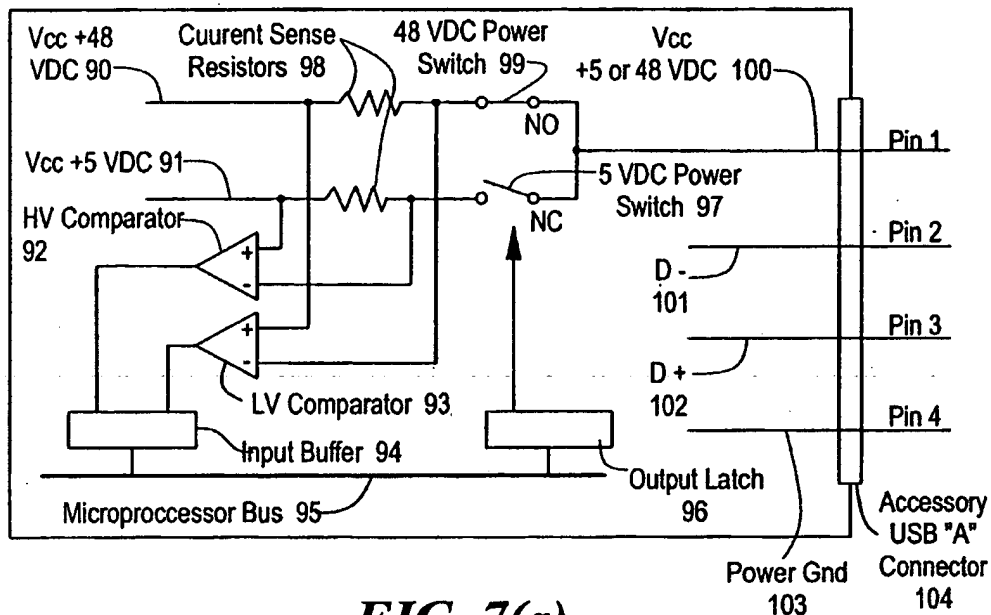 Vcc +48
VDC 90
Cuurent Sense
Resistors 98
48 VDC Power
Switch 99
Vcc
+5 or 48 VDC 100
NO
Pin 1
Vcc +5 VDC 91
5 VDC Power
Switch 97
NC
HV Comparator
92
+
-
Pin 2
D -
101
+
-
Pin 3
D +
102
LV Comparator 93
Pin 4
Input Buffer 94
Output Latch
96
Microproccessor Bus 95
Accessory
USB "A"
Connector
104
Power Gnd
103
FIG. 7(a)